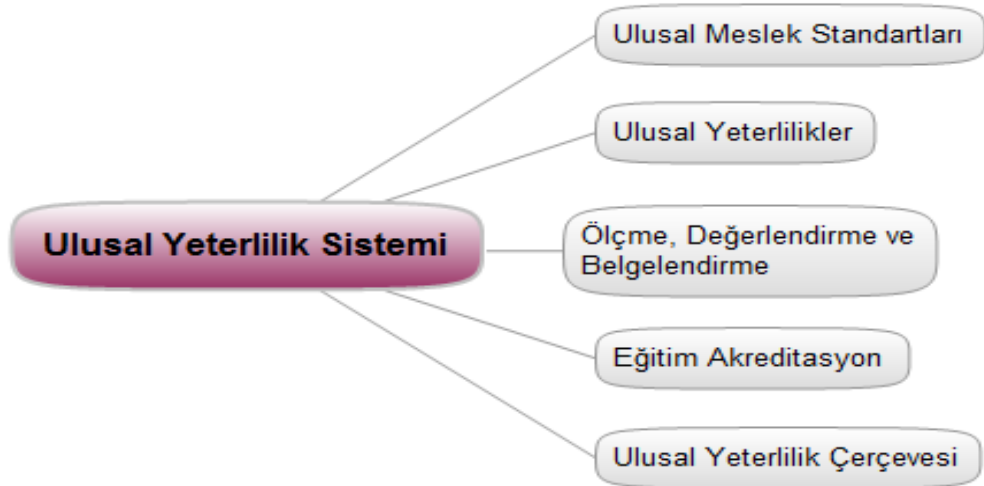 Ulusal Yeterlilik Sistemi
Ulusal Meslek Standartları
Ulusal Yeterlilikler
Ölçme, Değerlendirme ve
Belgelendirme
Eğitim Akreditasyon
Ulusal Yeterlilik Çerçevesi